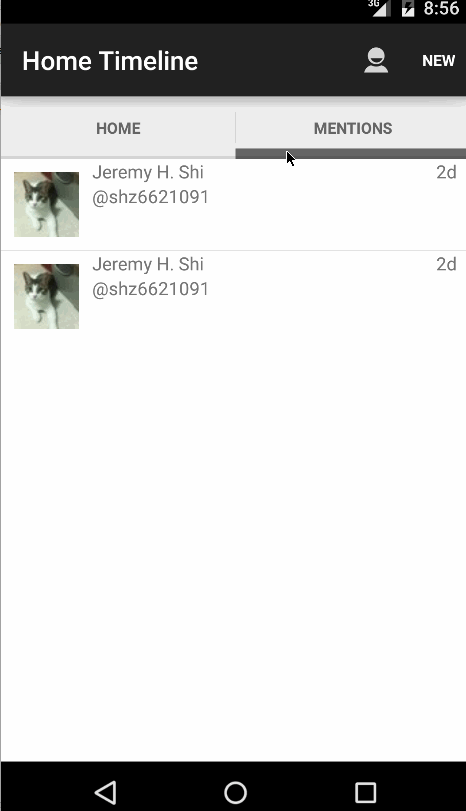 3G 8:56
Home Timeline NEW
HOME MENTIONS
Jeremy H. Shi 2d
@shz6621091
Jeremy H. Shi 2d
@shz6621091